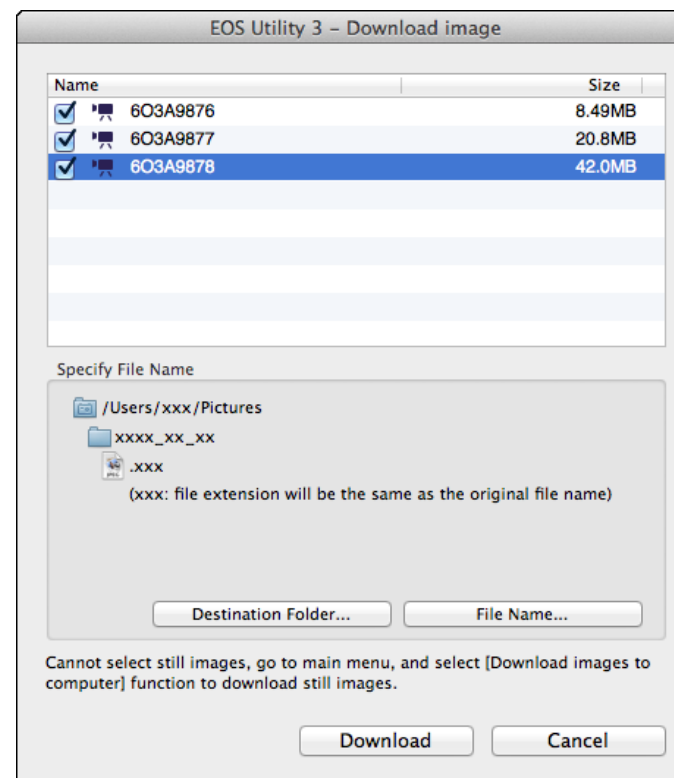 EOS Utility 3 – Download image
Name Size
6O3A9876 8.49MB
6O3A9877 20.8MB
6O3A9878 42.0MB
Specify File Name
/Users/xxx/Pictures
xxxx_xx_xx
.xxx
(xxx: file extension will be the same as the original file name)
Destination Folder... File Name...
Cannot select still images, go to main menu, and select [Download images to
computer] function to download still images.
Download Cancel